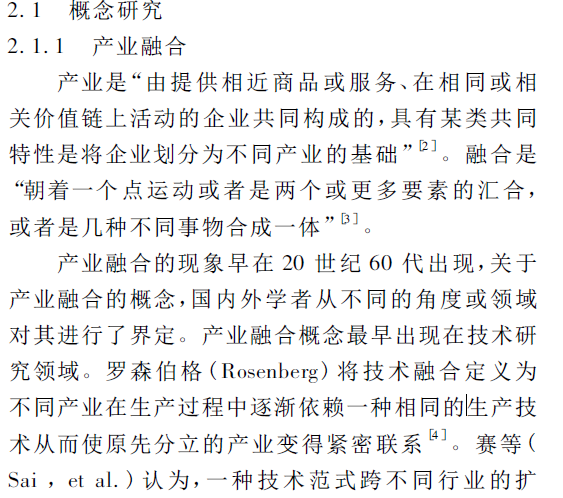 2.1 概念研究
2.1.1 产业融合
产业是“由提供相近商品或服务、在相同或相
关价值链上活动的企业共同构成的,具有某类共同
特性是将企业划分为不同产业的基础”[2]。融合是
“朝着一个点运动或者是两个或更多要素的汇合,
或者是几种不同事物合成一体”[3]。
产业融合的现象早在 20 世纪 60 代出现,关于
产业融合的概念,国内外学者从不同的角度或领域
对其进行了界定。产业融合概念最早出现在技术研
究领域。罗森伯格(Rosenberg)将技术融合定义为
不同产业在生产过程中逐渐依赖一种相同的生产技
术从而使原先分立的产业变得紧密联系[4]。赛等(
Sai , et al.)认为,一种技术范式跨不同行业的扩